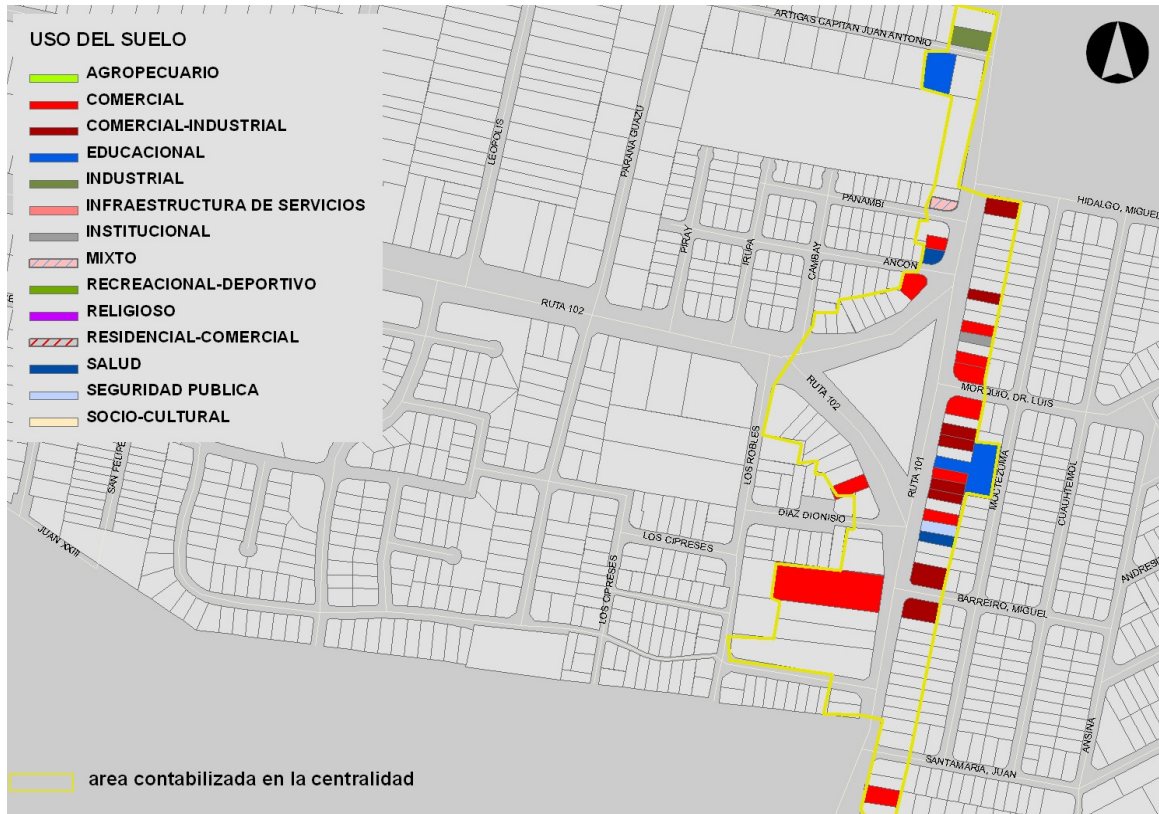 USO DEL SUELO
AGROPECUARIO
COMERCIAL
COMERCIAL-INDUSTRIAL
EDUCACIONAL
INDUSTRIAL
INFRAESTRUCTURA DE SERVICIOS
INSTITUCIONAL
MIXTO
RECREACIONAL-DEPORTIVO
RELIGIOSO
RESIDENCIAL-COMERCIAL
SALUD
SEGURIDAD PUBLICA
SOCIO-CULTURAL
ARTIGAS CAPITAN JUAN ANTONIO
LEOPOLIS
PARANA GUAZU
PANAMBI
HIDALGO, MIGUEL
PIRAY
IRUPA
CAMBAY
ANCON
RUTA 102
RUTA 102
MORQUIO, DR. LUIS
LOS ROBLES
RUTA 101
MOCTEZUMA
CUAUHTEMOL
SAN FELIPE
DIAZ DIONISIO
JUAN XXIII
LOS CIPRESES
LOS CIPRESES
BARREIRO, MIGUEL
ANDRESI
ANSINA
SANTAMARIA, JUAN
area contabilizada en la centralidad